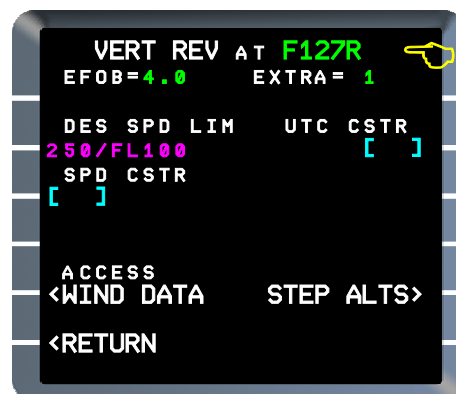 VERT REV AT F127R
EFOB=4.0 EXTRA= 1
DES SPD LIM UTC CSTR
250/FL100 [ ]
SPD CSTR
[ ]
ACCESS
<WIND DATA STEP ALTS>
<RETURN